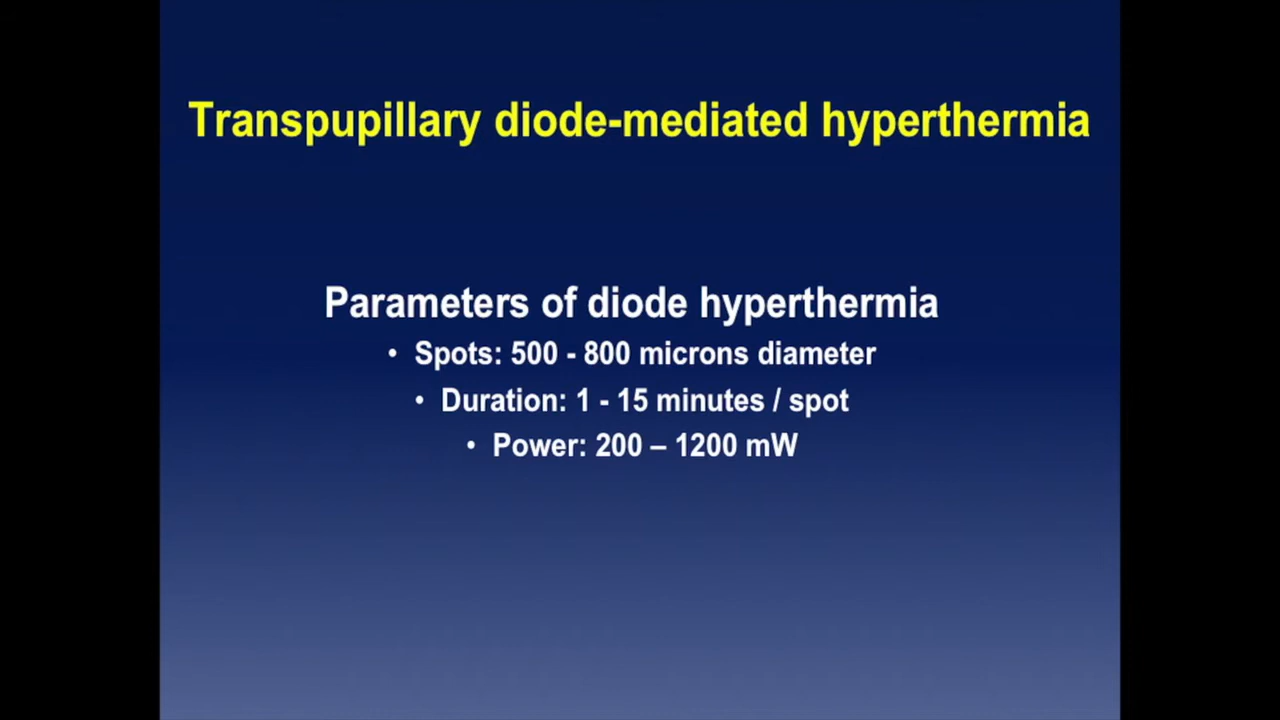 Transpupillary diode-mediated hyperthermia
Parameters of diode hyperthermia
• Spots: 500 - 800 microns diameter
• Duration: 1 - 15 minutes / spot
• Power: 200 – 1200 mW